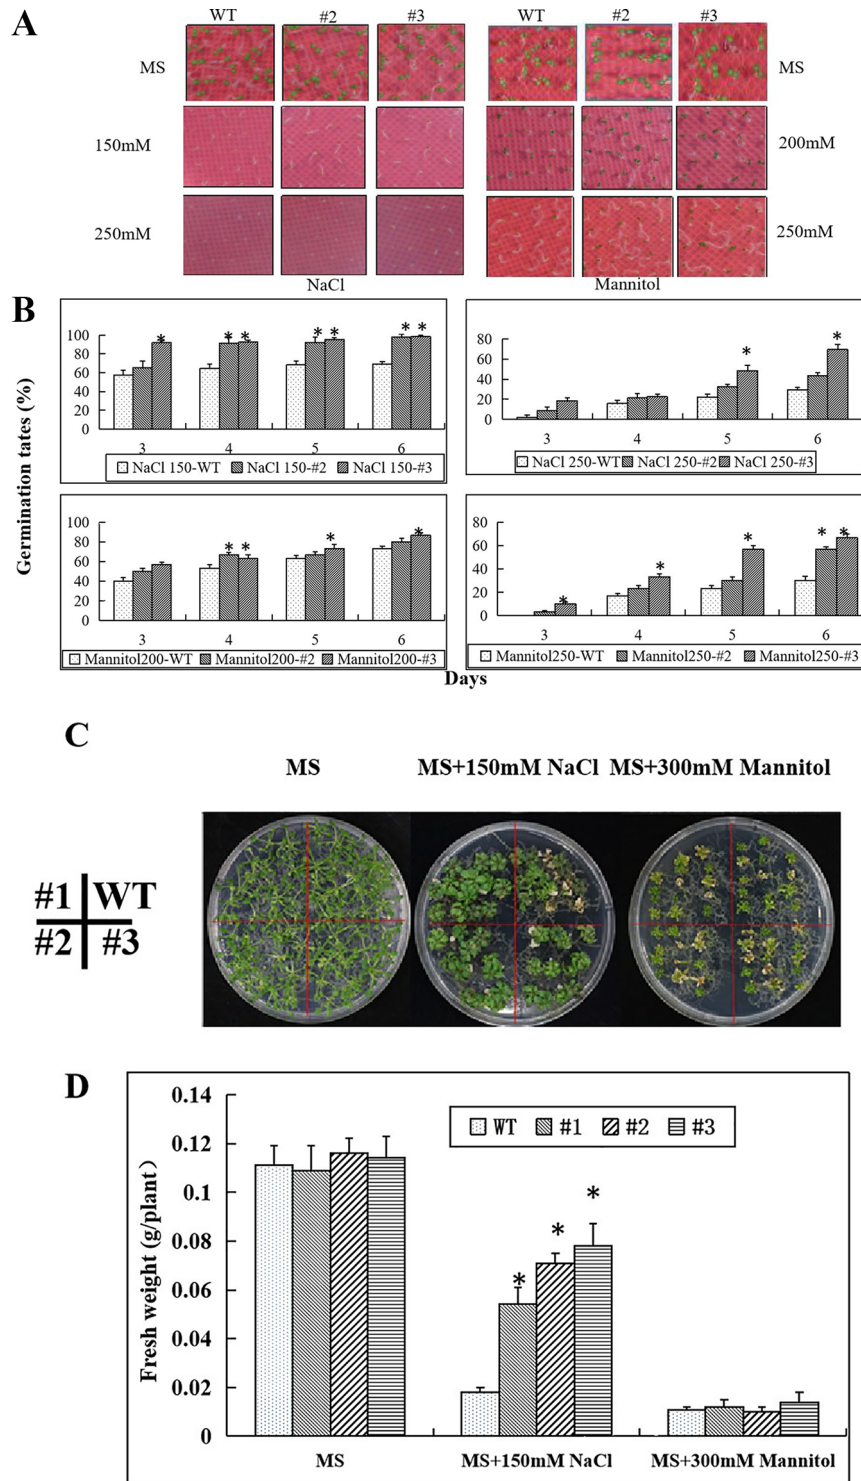 A
WT #2 #3 WT #2 #3
MS MS
150mM 200mM
250mM 250mM
NaCl Mannitol
B
Germination tates (%)
100
80
60
40
20
0
* * * * * * *
3 4 5 6
NaCl 150-WT NaCl 150-#2 NaCl 150-#3
80
60
40
20
0
* *
3 4 5 6
NaCl 250-WT NaCl 250-#2 NaCl 250-#3
100
80
60
40
20
0
* * * *
3 4 5 6
Mannitol200-WT Mannitol200-#2 Mannitol200-#3
80
60
40
20
0
* * * * *
3 4 5 6
Mannitol250-WT Mannitol250-#2 Mannitol250-#3
Days
C
MS MS+150mM NaCl MS+300mM Mannitol
#1 WT
#2 #3
D
Fresh weight (g/plant)
0.14
0.12
0.1
0.08
0.06
0.04
0.02
0
WT #1 #2 #3
* * *
MS MS+150mM NaCl MS+300mM Mannitol